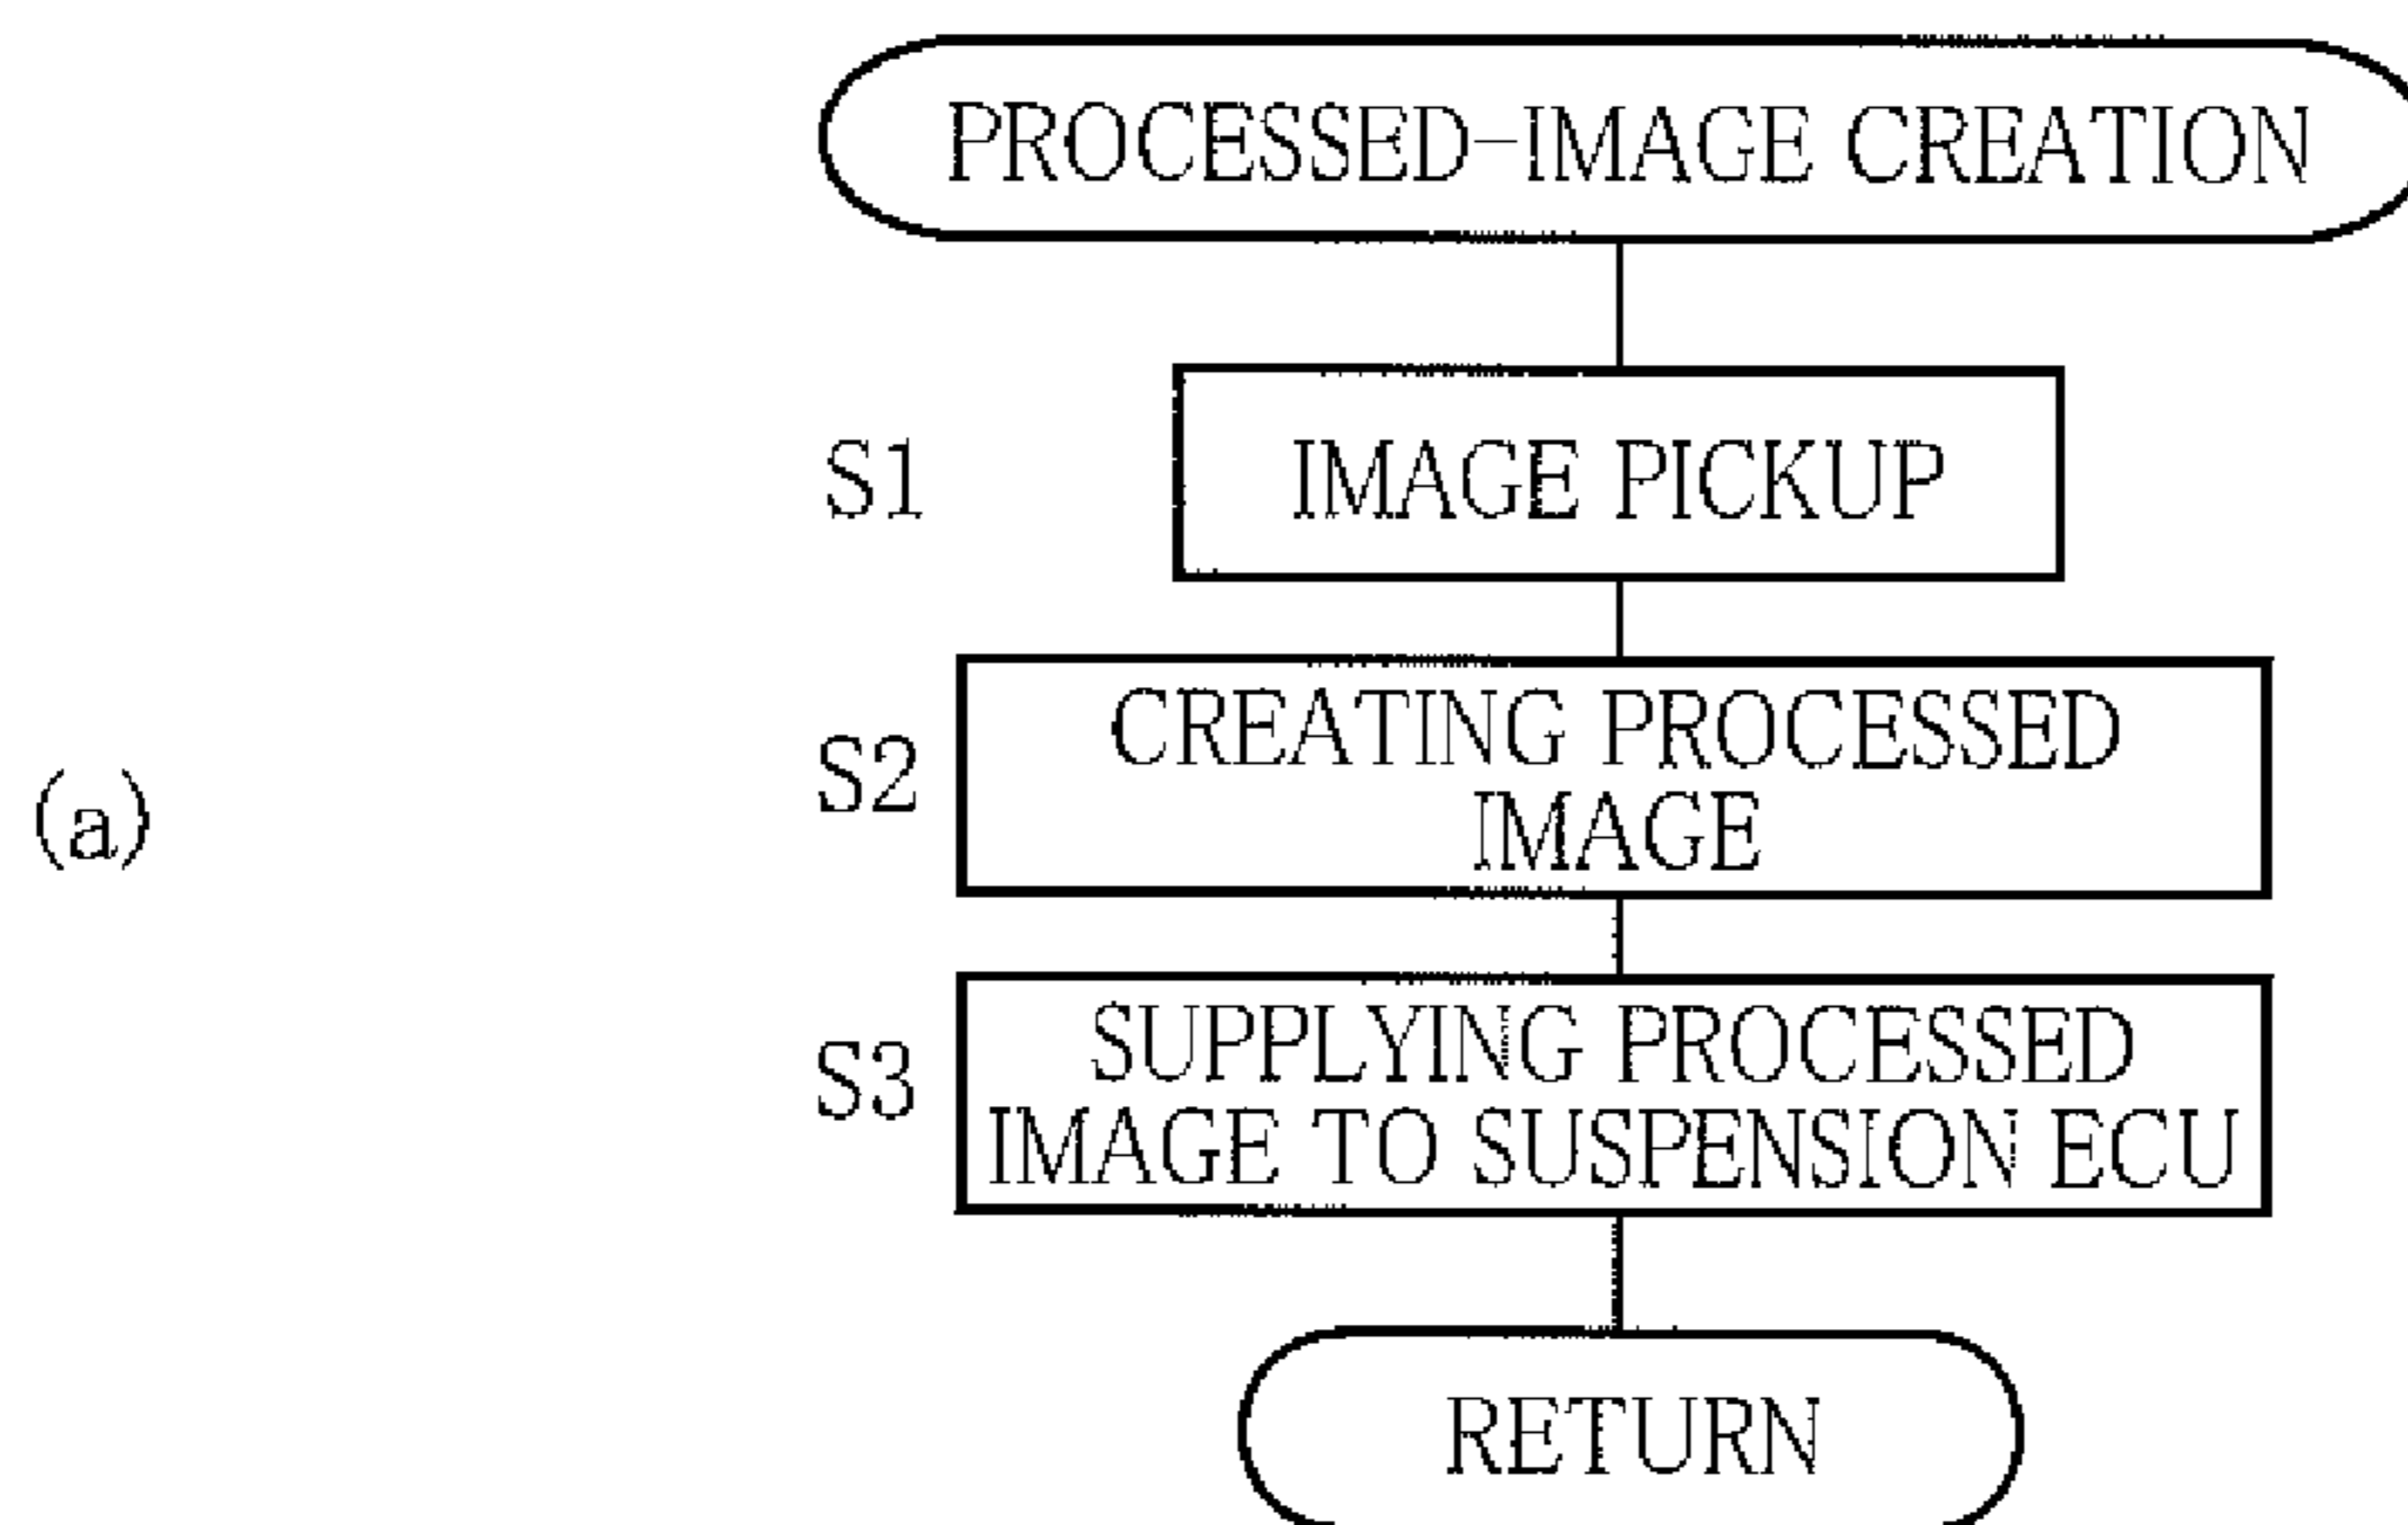 PROCESSED-IMAGE CREATION
S1
IMAGE PICKUP
(a)
S2
CREATING PROCESSED
IMAGE
S3
SUPPLYING PROCESSED
IMAGE TO SUSPENSION ECU
RETURN